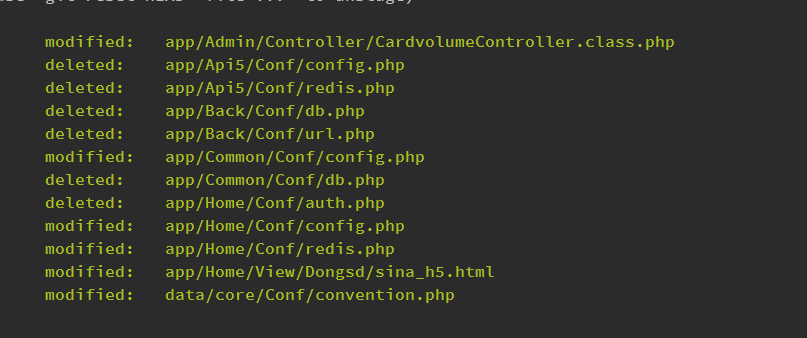 modified:   app/Admin/Controller/CardvolumeController.class.php
deleted:    app/Api5/Conf/config.php
deleted:    app/Api5/Conf/redis.php
deleted:    app/Back/Conf/db.php
deleted:    app/Back/Conf/url.php
modified:   app/Common/Conf/config.php
deleted:    app/Common/Conf/db.php
deleted:    app/Home/Conf/auth.php
modified:   app/Home/Conf/config.php
modified:   app/Home/Conf/redis.php
modified:   app/Home/View/Dongsd/sina_h5.html
modified:   data/core/Conf/convention.php